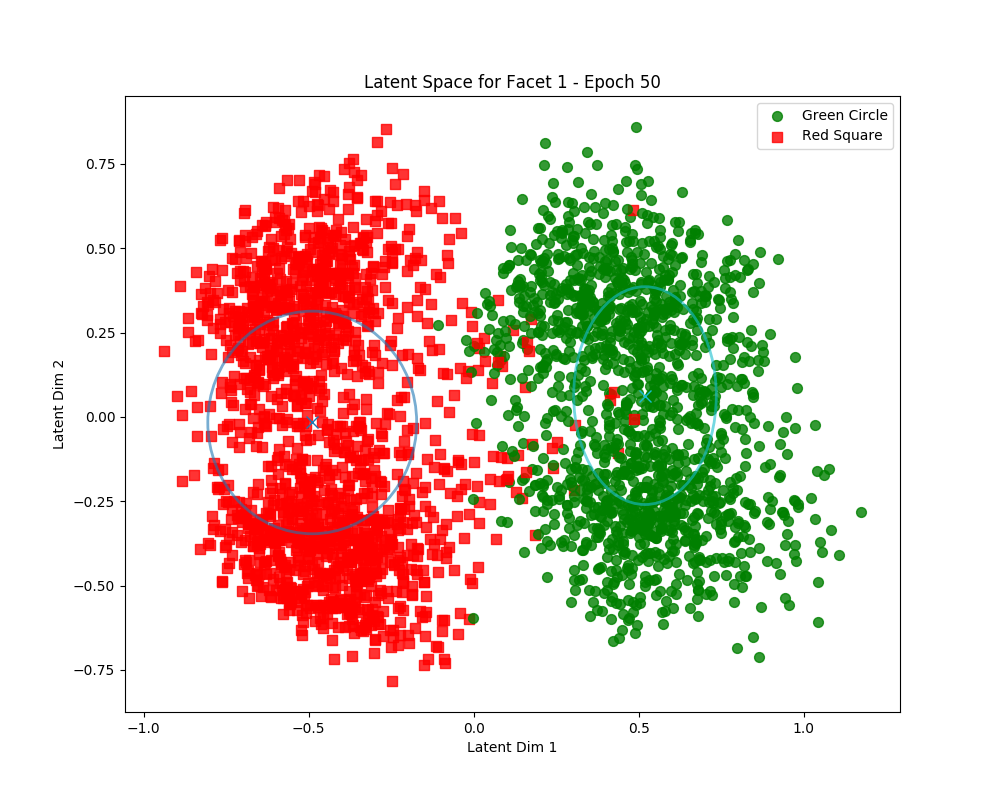 Latent Space for Facet 1 - Epoch 50
Green Circle
Red Square
0.75
0.50
0.25
0.00
−0.25
−0.50
−0.75
Latent Dim 2
−1.0
−0.5
0.0
0.5
1.0
Latent Dim 1